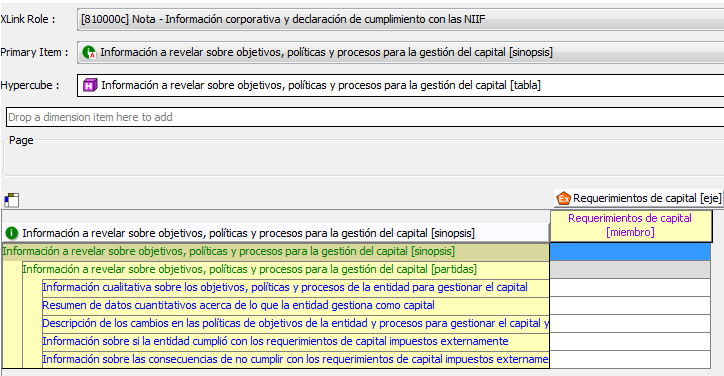 XLink Role : [810000c] Nota - Información corporativa y declaración de cumplimiento con las NIIF
Primary Item : Información a revelar sobre objetivos, políticas y procesos para la gestión del capital [sinopsis]
Hypercube : Información a revelar sobre objetivos, políticas y procesos para la gestión del capital [tabla]
Drop a dimension item here to add
Page
Requerimientos de capital [eje]
Información a revelar sobre objetivos, políticas y procesos para la gestión del capital [sinopsis]
Requerimientos de capital
[miembro]
Información a revelar sobre objetivos, políticas y procesos para la gestión del capital [sinopsis]
Información a revelar sobre objetivos, políticas y procesos para la gestión del capital [partidas]
Información cualitativa sobre los objetivos, políticas y procesos de la entidad para gestionar el capital
Resumen de datos cuantitativos acerca de lo que la entidad gestiona como capital
Descripción de los cambios en las políticas de objetivos de la entidad y procesos para gestionar el capital y
Información sobre si la entidad cumplió con los requerimientos de capital impuestos externamente
Información sobre las consecuencias de no cumplir con los requerimientos de capital impuestos extername